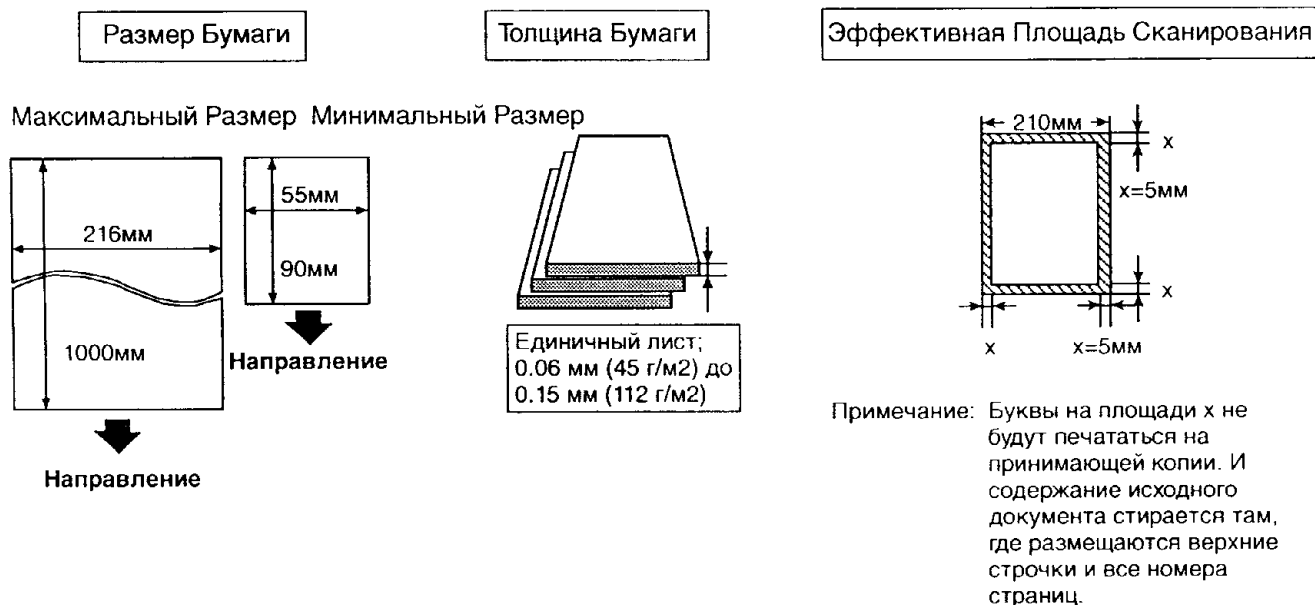 Размер Бумаги
Толщина Бумаги
Эффективная Площадь Сканирования
Максимальный Размер
Минимальный Размер
216мм
1000мм
Направление
55мм
90мм
Направление
Единичный лист;
0.06 мм (45 г/м2) до
0.15 мм (112 г/м2)
210мм
x
x=5мм
x
x
x=5мм
Примечание: Буквы на площади x не
будут печататься на
принимающей копии. И
содержание исходного
документа стирается там,
где размещаются верхние
строчки и все номера
страниц.